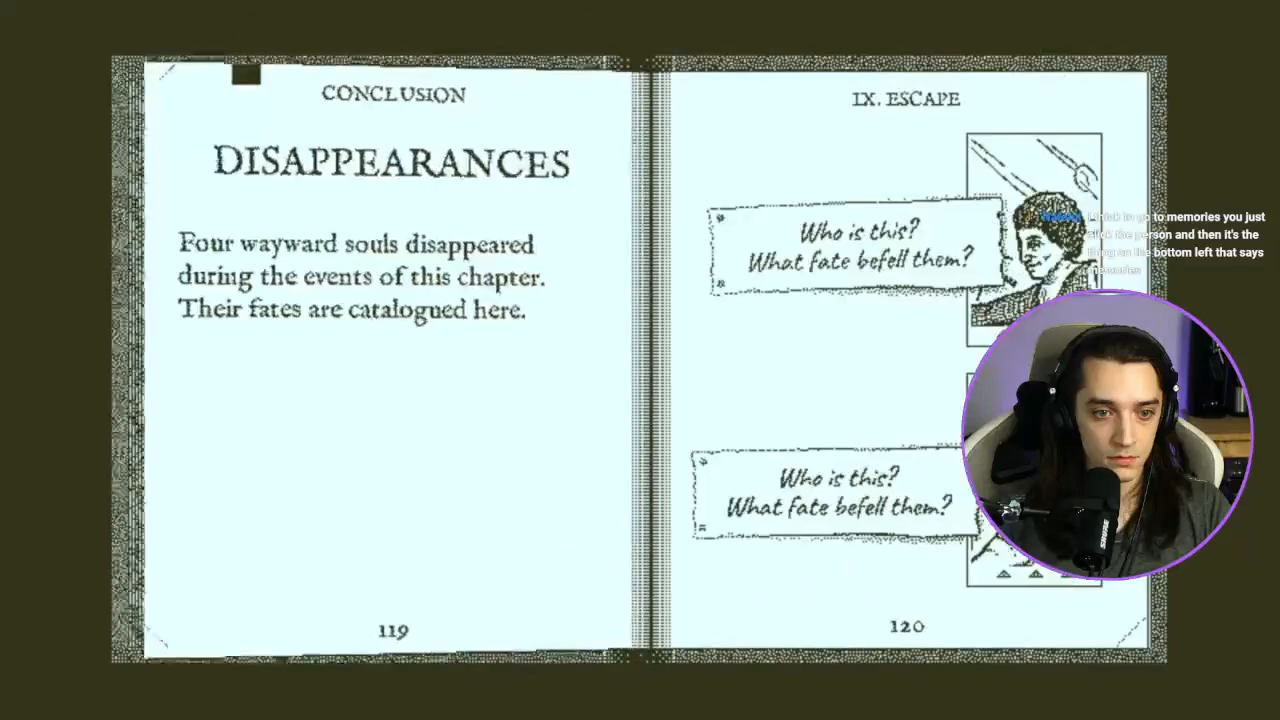 CONCLUSION
DISAPPEARANCES
Four wayward souls disappeared
during the events of this chapter.
Their fates are catalogued here.
119
IX. ESCAPE
Who is this?
What fate befell them?
Who is this?
What fate befell them?
120
to memories you just
person and then it's the
on the bottom left that says
SHURE